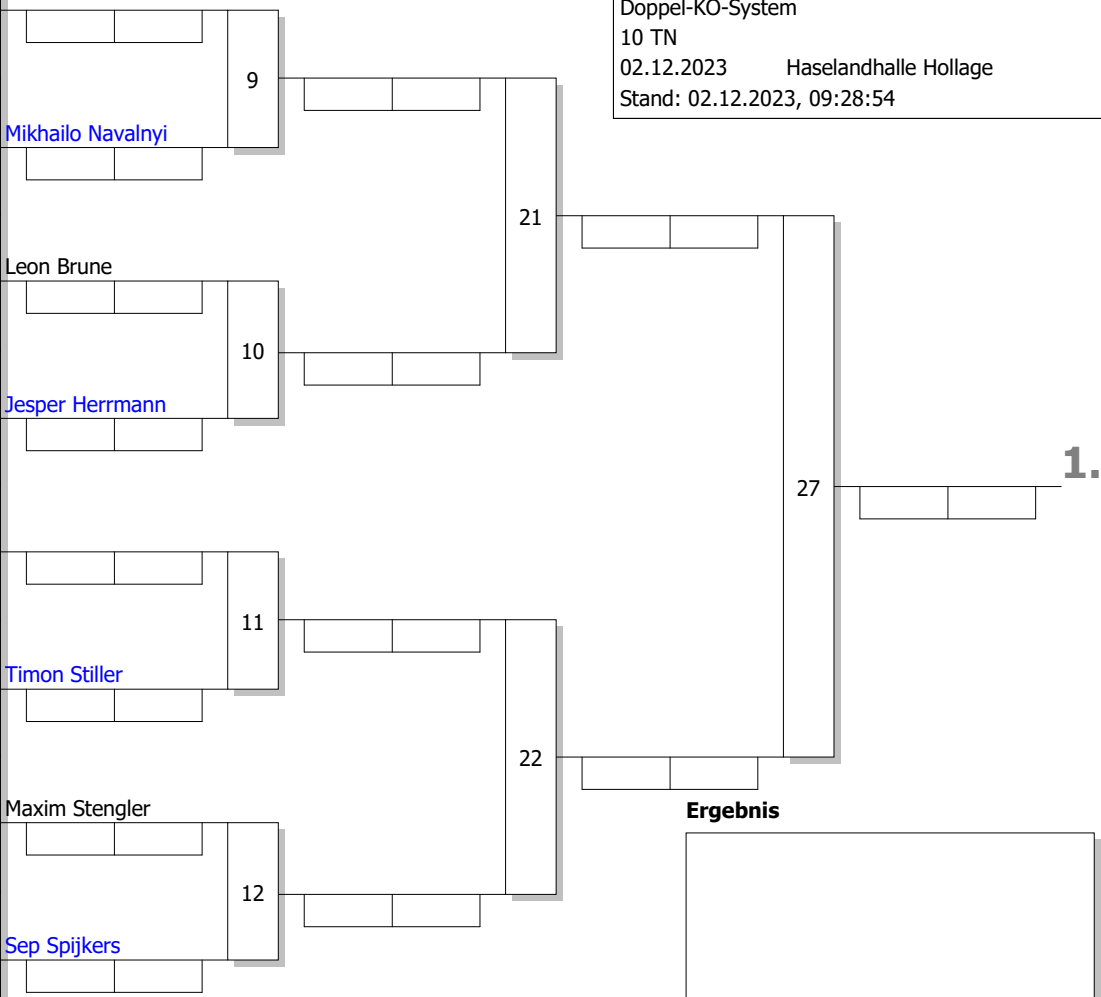 Doppel-KO-System
10 TN
02.12.2023 Haselandhalle Hollage
Stand: 02.12.2023, 09:28:54
9
Mikhailo Navalnyi
21
Leon Brune
10
Jesper Herrmann
1.
27
11
Timon Stiller
22
Maxim Stengler
Ergebnis
12
Sep Spijkers